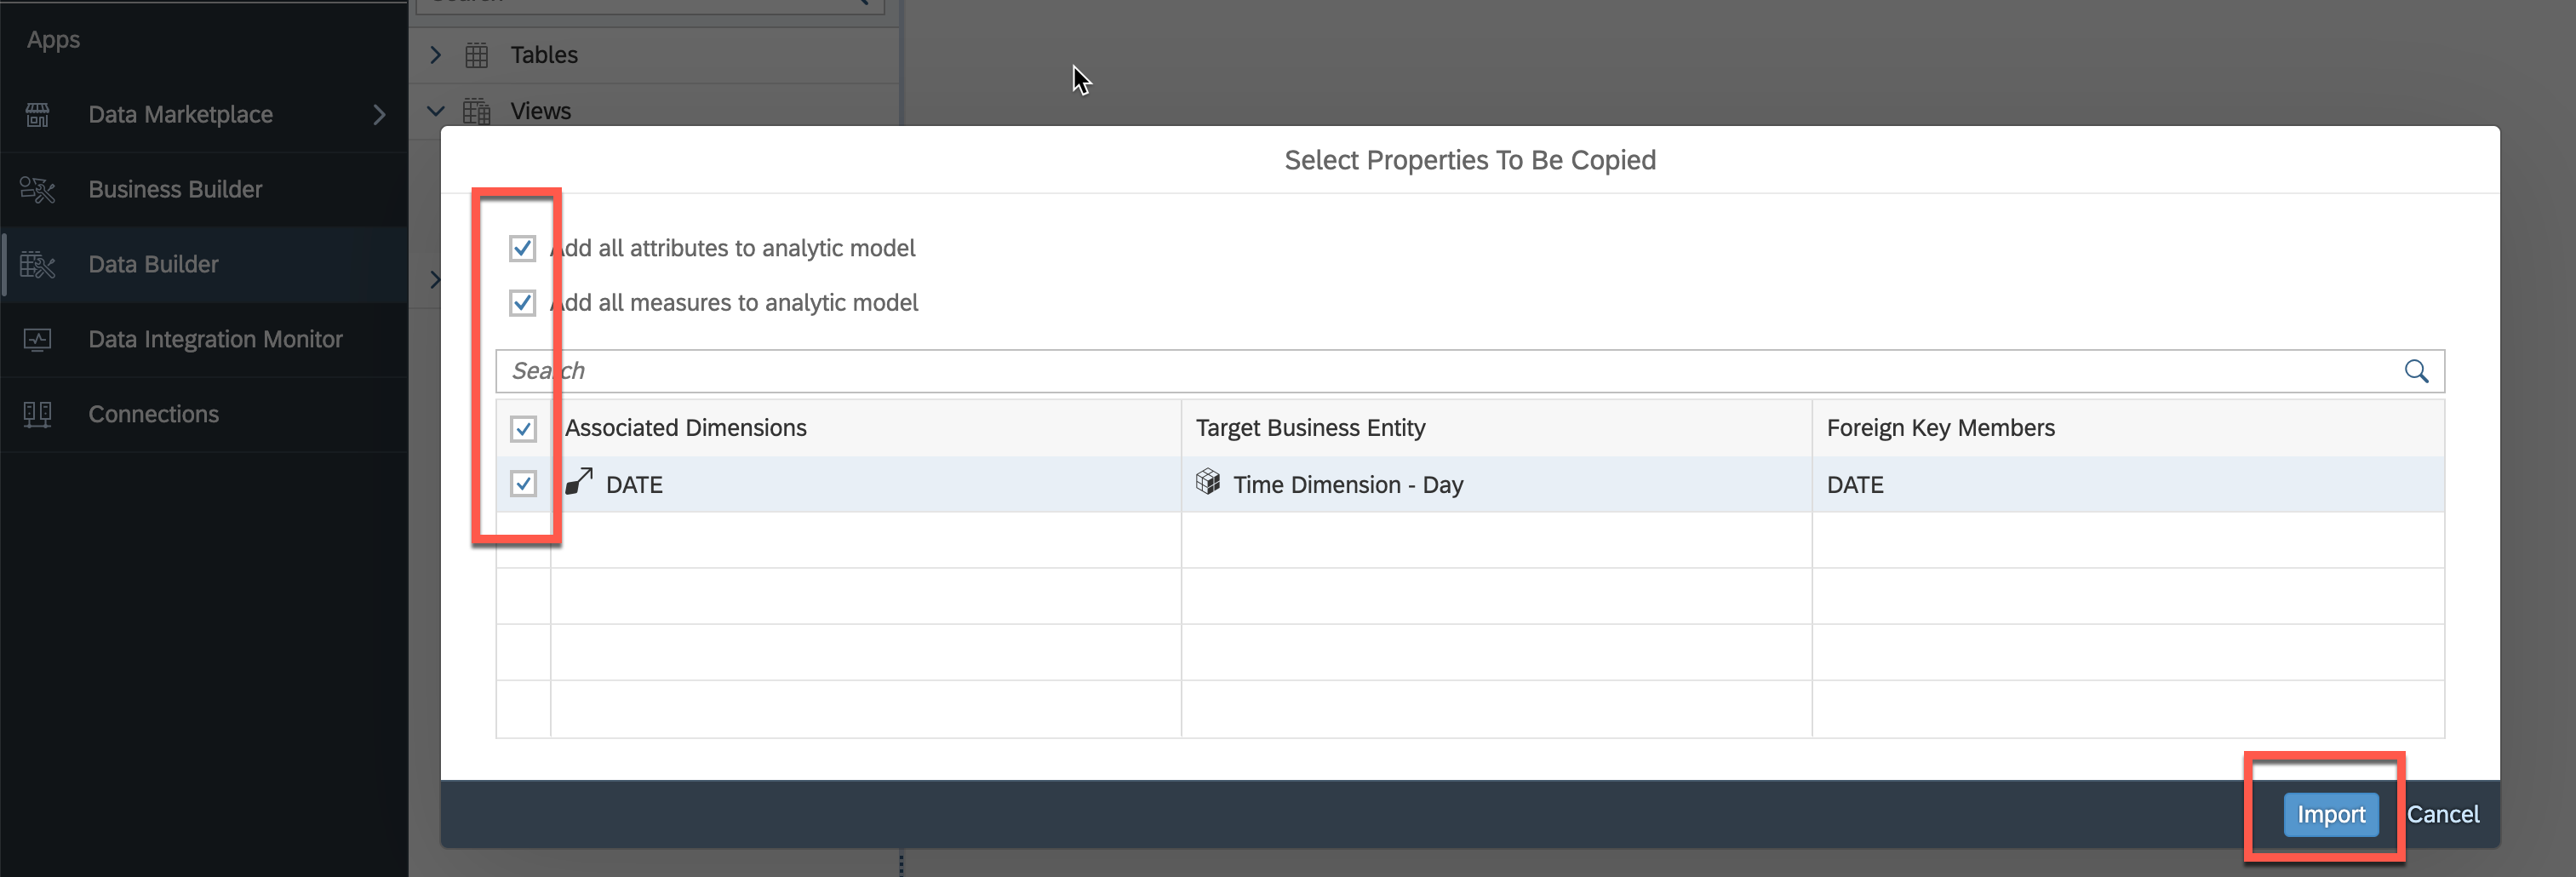 Apps
Data Marketplace
Business Builder
Data Builder
Data Integration Monitor
Connections
Tables
Views
Select Properties To Be Copied
Add all attributes to analytic model
Add all measures to analytic model
Search
Associated Dimensions Target Business Entity Foreign Key Members
DATE Time Dimension - Day DATE
Import Cancel